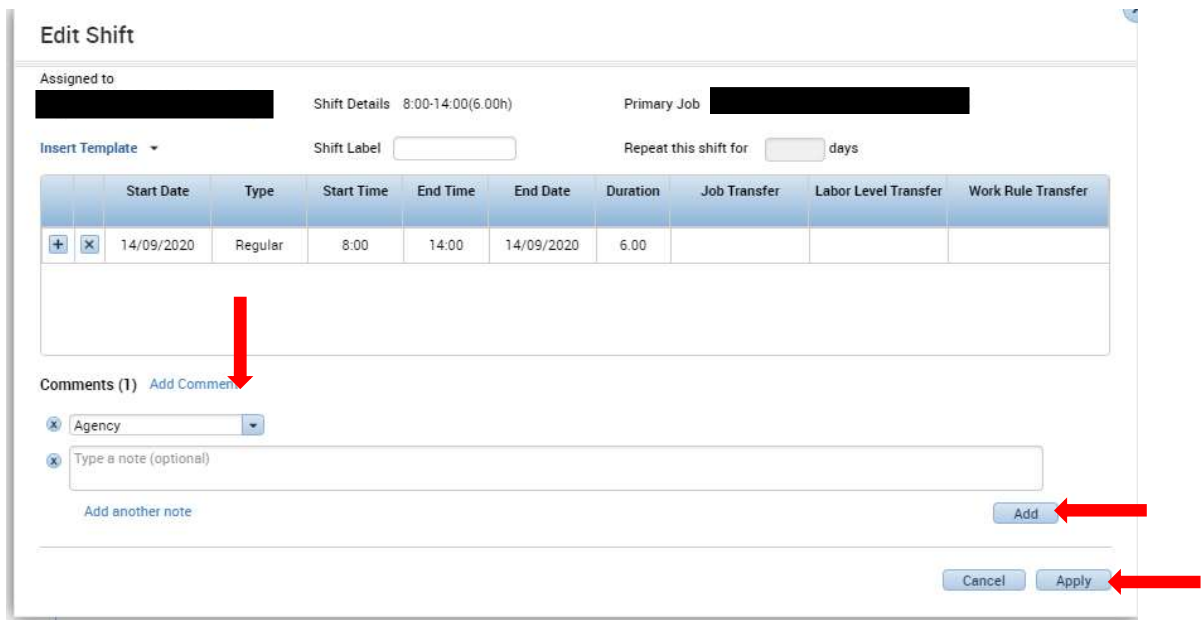 Edit Shift
Assigned to
Shift Details 8:00-14:00(6.00h) Primary Job
Insert Template Shift Label Repeat this shift for days
Start Date Type Start Time End Time End Date Duration Job Transfer Labor Level Transfer Work Rule Transfer
14/09/2020 Regular 8:00 14:00 14/09/2020 6.00
Comments (1) Add Comment
Agency
Type a note (optional)
Add another note Add
Cancel Apply